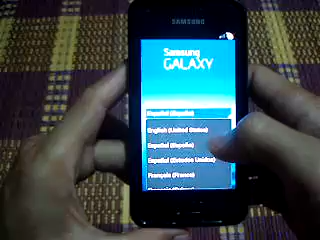 SAMSUNG
Samsung
GALAXY
Español (España)
English (United States)
Español (España)
Español (Estados Unidos)
Français (France)